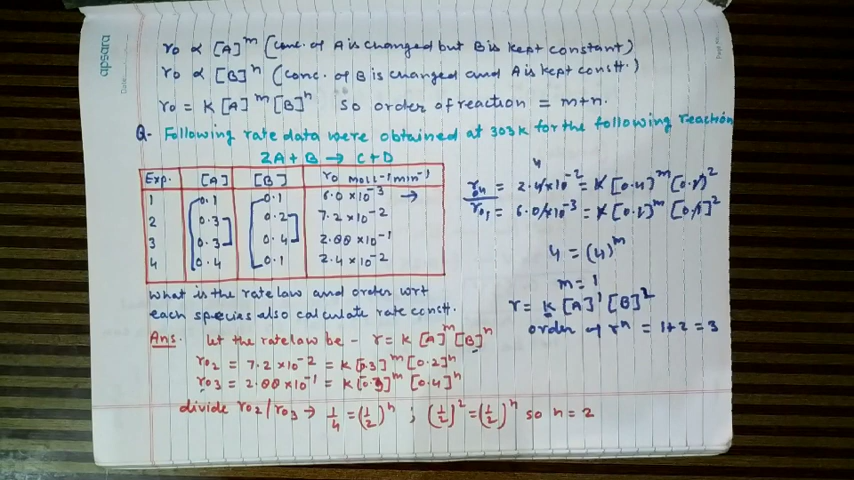 apsara
Date
r₀ ∝ [A]ᵐ (conc. of A is changed but B is kept constant)
r₀ ∝ [B]ⁿ (conc. of B is changed and A is kept constt.)
r₀ = K [A]ᵐ [B]ⁿ so order of reaction = m+n.
Q- Following rate data were obtained at 303K for the following reaction
2A + B → C + D
Exp. [A] [B] r₀ moll⁻¹ min⁻¹
1 0.1 0.1 6.0 × 10⁻³ →
2 0.3 0.2 7.2 × 10⁻²
3 0.3 0.4 2.88 × 10⁻¹
4 0.4 0.1 2.4 × 10⁻²
what is the rate law and order wrt
each species also calculate rate constt.
Ans. Let the rate law be - r = K [A]ᵐ [B]ⁿ
r₀₂ = 7.2 × 10⁻² = K [0.3]ᵐ [0.2]ⁿ
r₀₃ = 2.88 × 10⁻¹ = K [0.3]ᵐ [0.4]ⁿ
divide r₀₂ / r₀₃ → 1/4 = (1/2)ⁿ ; (1/2)² = (1/2)ⁿ so n = 2
4
r₀₄ = 2.4 × 10⁻² = K [0.4]ᵐ [0.1]²
r₀₁ = 6.0 × 10⁻³ = K [0.1]ᵐ [0.1]²
4 = (4)ᵐ
m = 1
r = K [A]¹ [B]²
order of rⁿ = 1+2 = 3